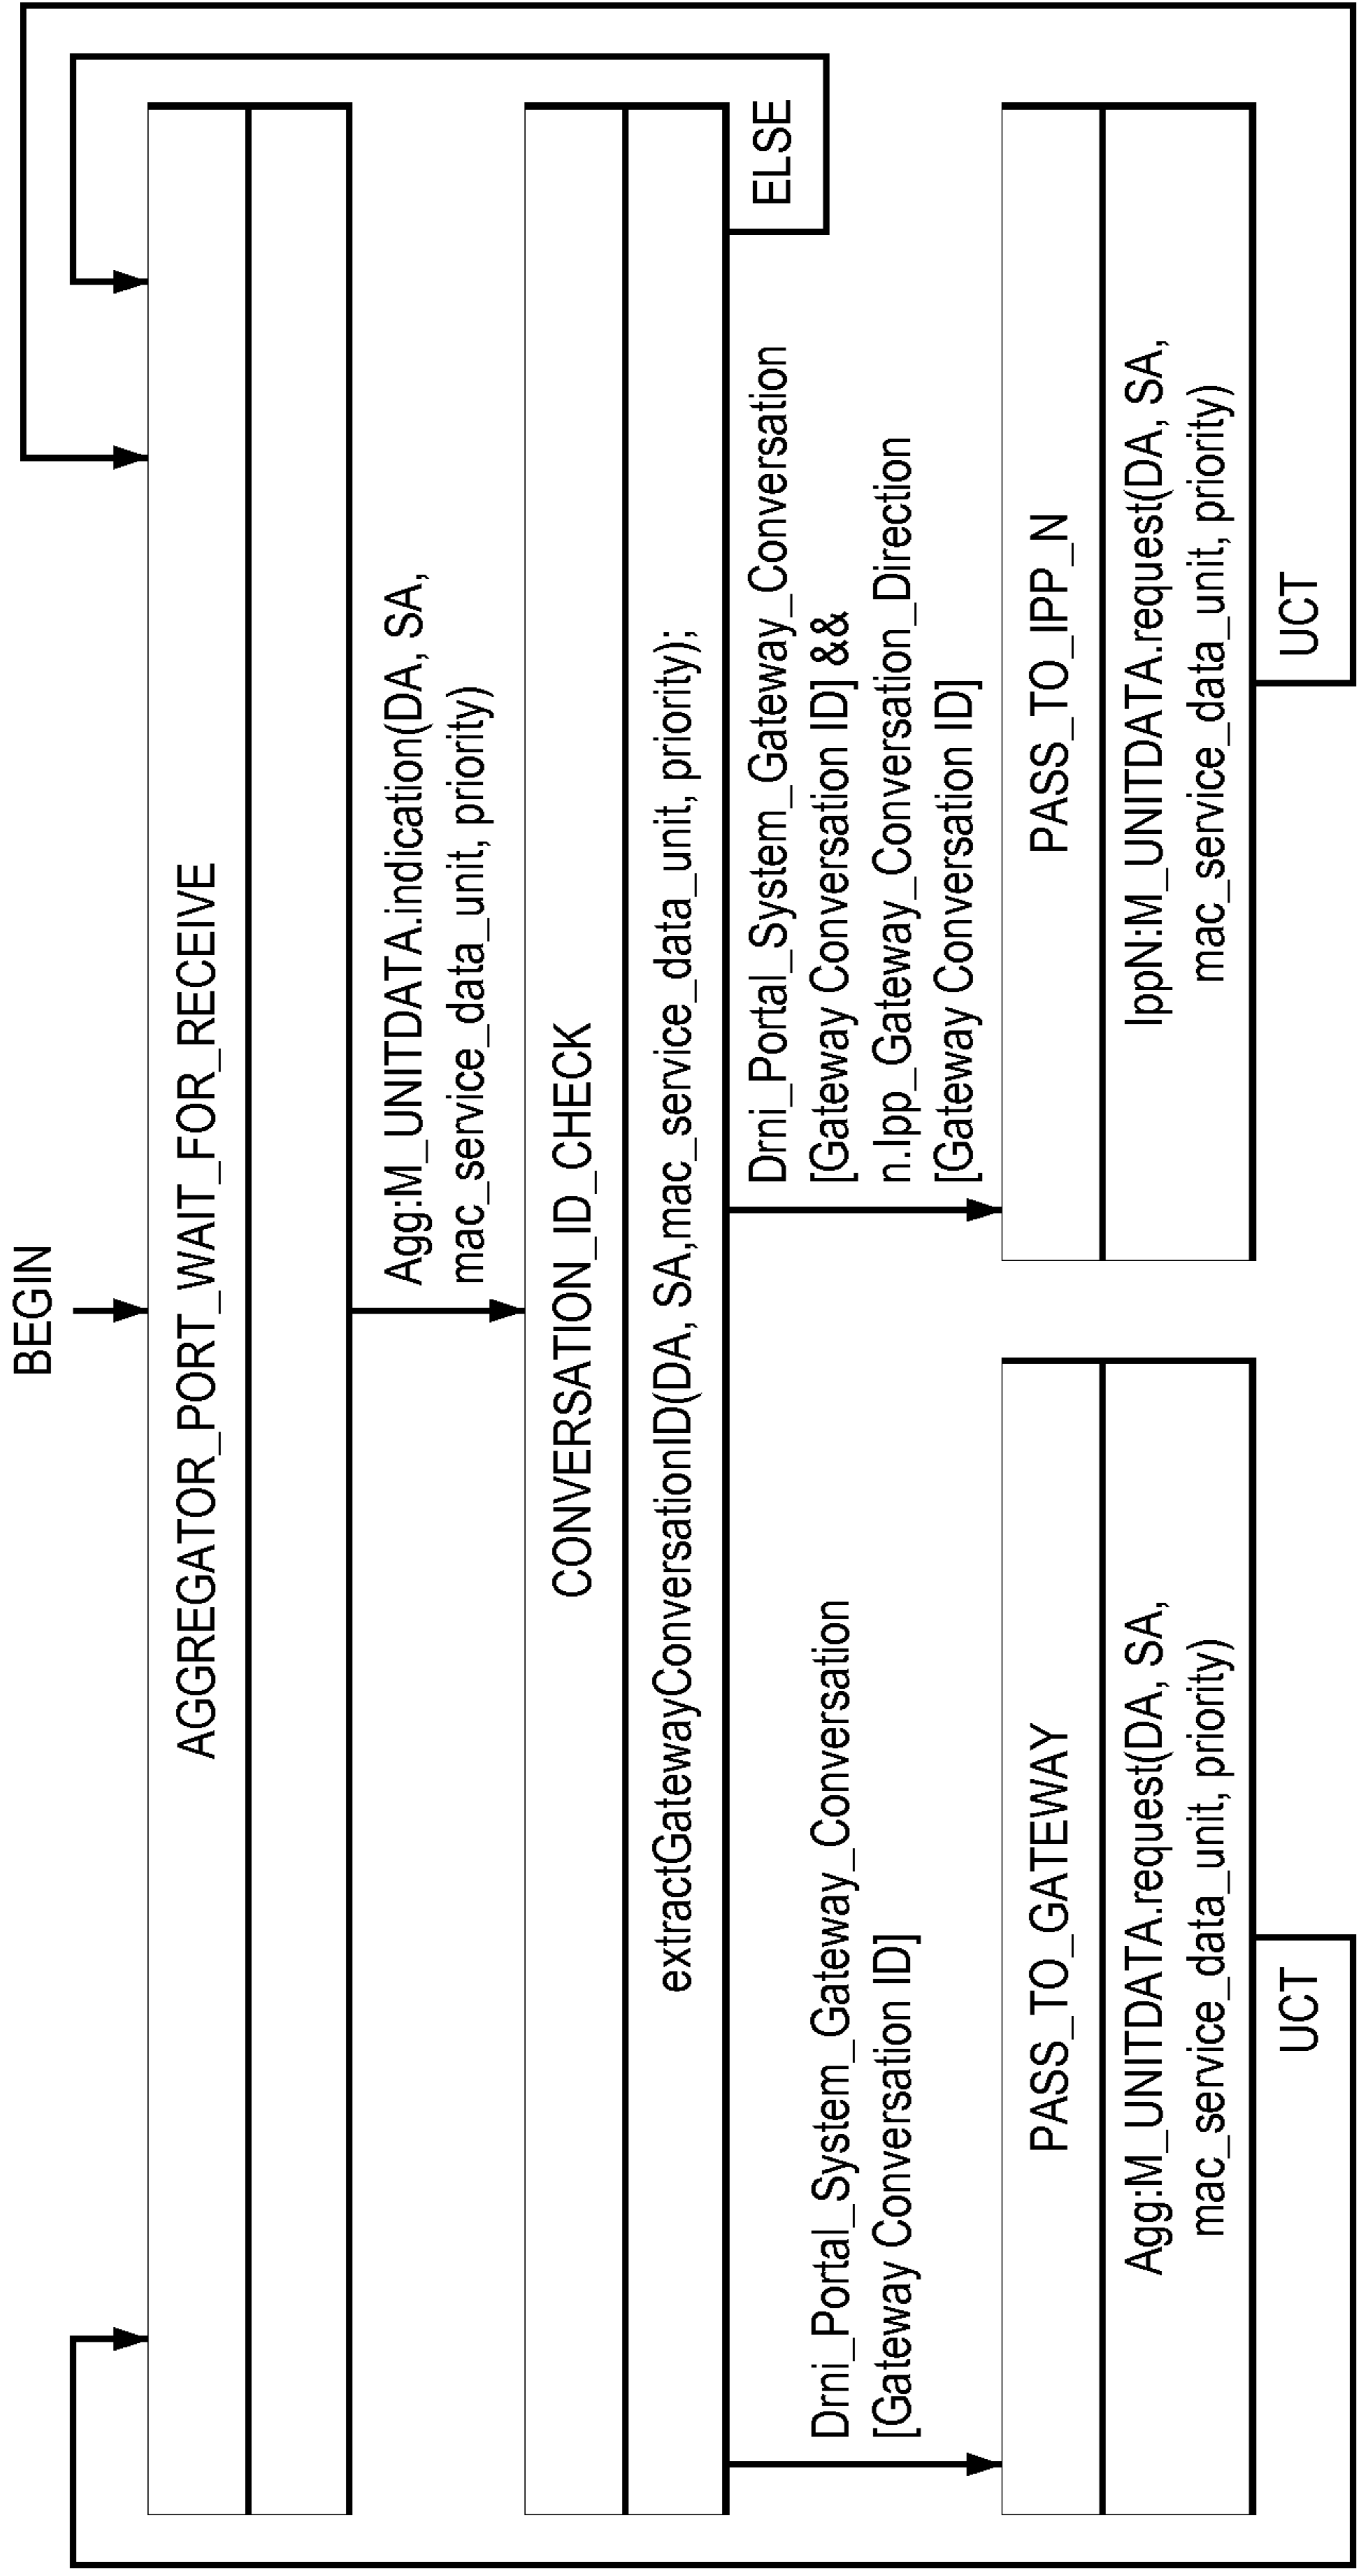 BEGIN
AGGREGATOR_PORT_WAIT_FOR_RECEIVE
Agg:M_UNITDATA.indication(DA, SA,
mac_service_data_unit, priority)
CONVERSATION_ID_CHECK
extractGatewayConversationID(DA, SA,mac_service_data_unit, priority);
ELSE
Drni_Portal_System_Gateway_Conversation
[Gateway Conversation ID]
Drni_Portal_System_Gateway_Conversation
[Gateway Conversation ID] &&
n.Ipp_Gateway_Conversation_Direction
[Gateway Conversation ID]
PASS_TO_GATEWAY
Agg:M_UNITDATA.request(DA, SA,
mac_service_data_unit, priority)
UCT
PASS_TO_IPP_N
IppN:M_UNITDATA.request(DA, SA,
mac_service_data_unit, priority)
UCT